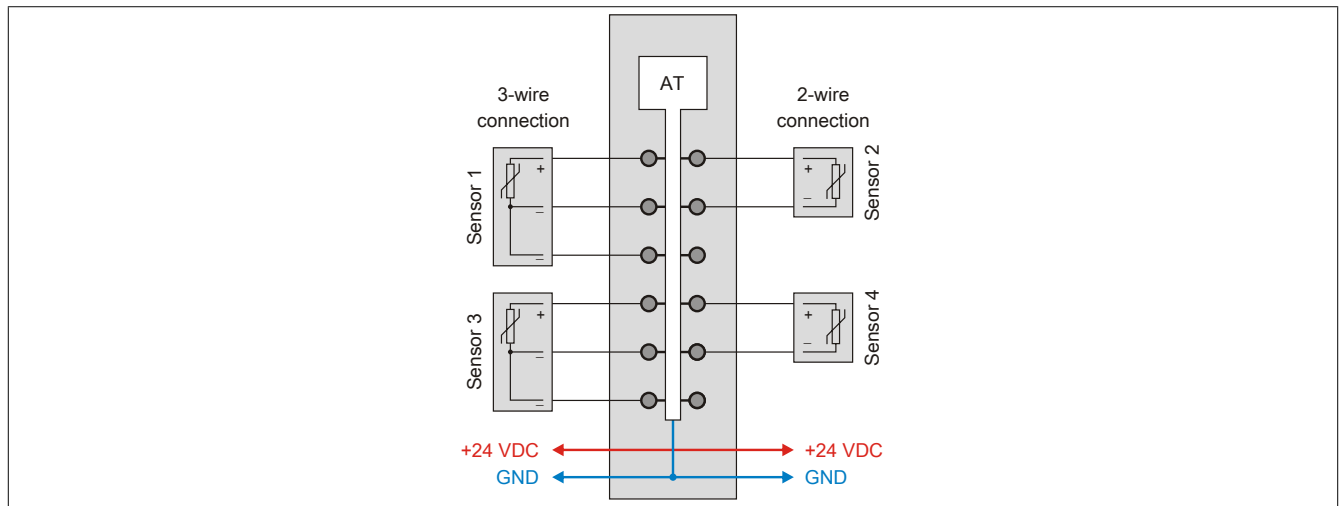 AT
3-wire
connection
2-wire
connection
Sensor 1
+
–
–
Sensor 2
+
–
Sensor 3
+
–
–
Sensor 4
+
–
+24 VDC
+24 VDC
GND
GND